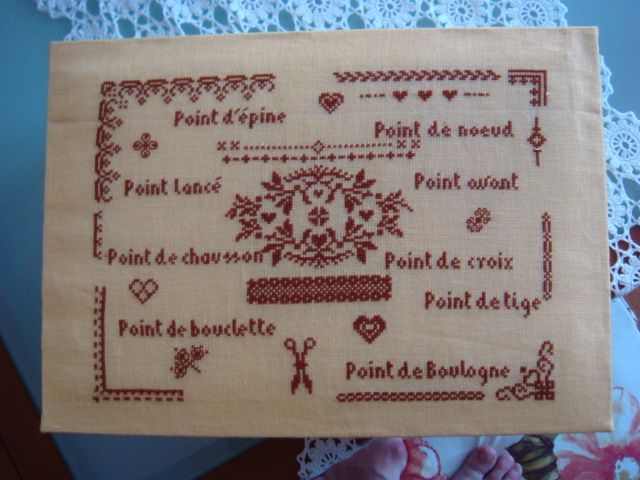 Point d'épine
Point de noeud
Point lancé
Point avant
Point de chausson
Point de croix
Point de tige
Point de bouclette
Point de Boulogne